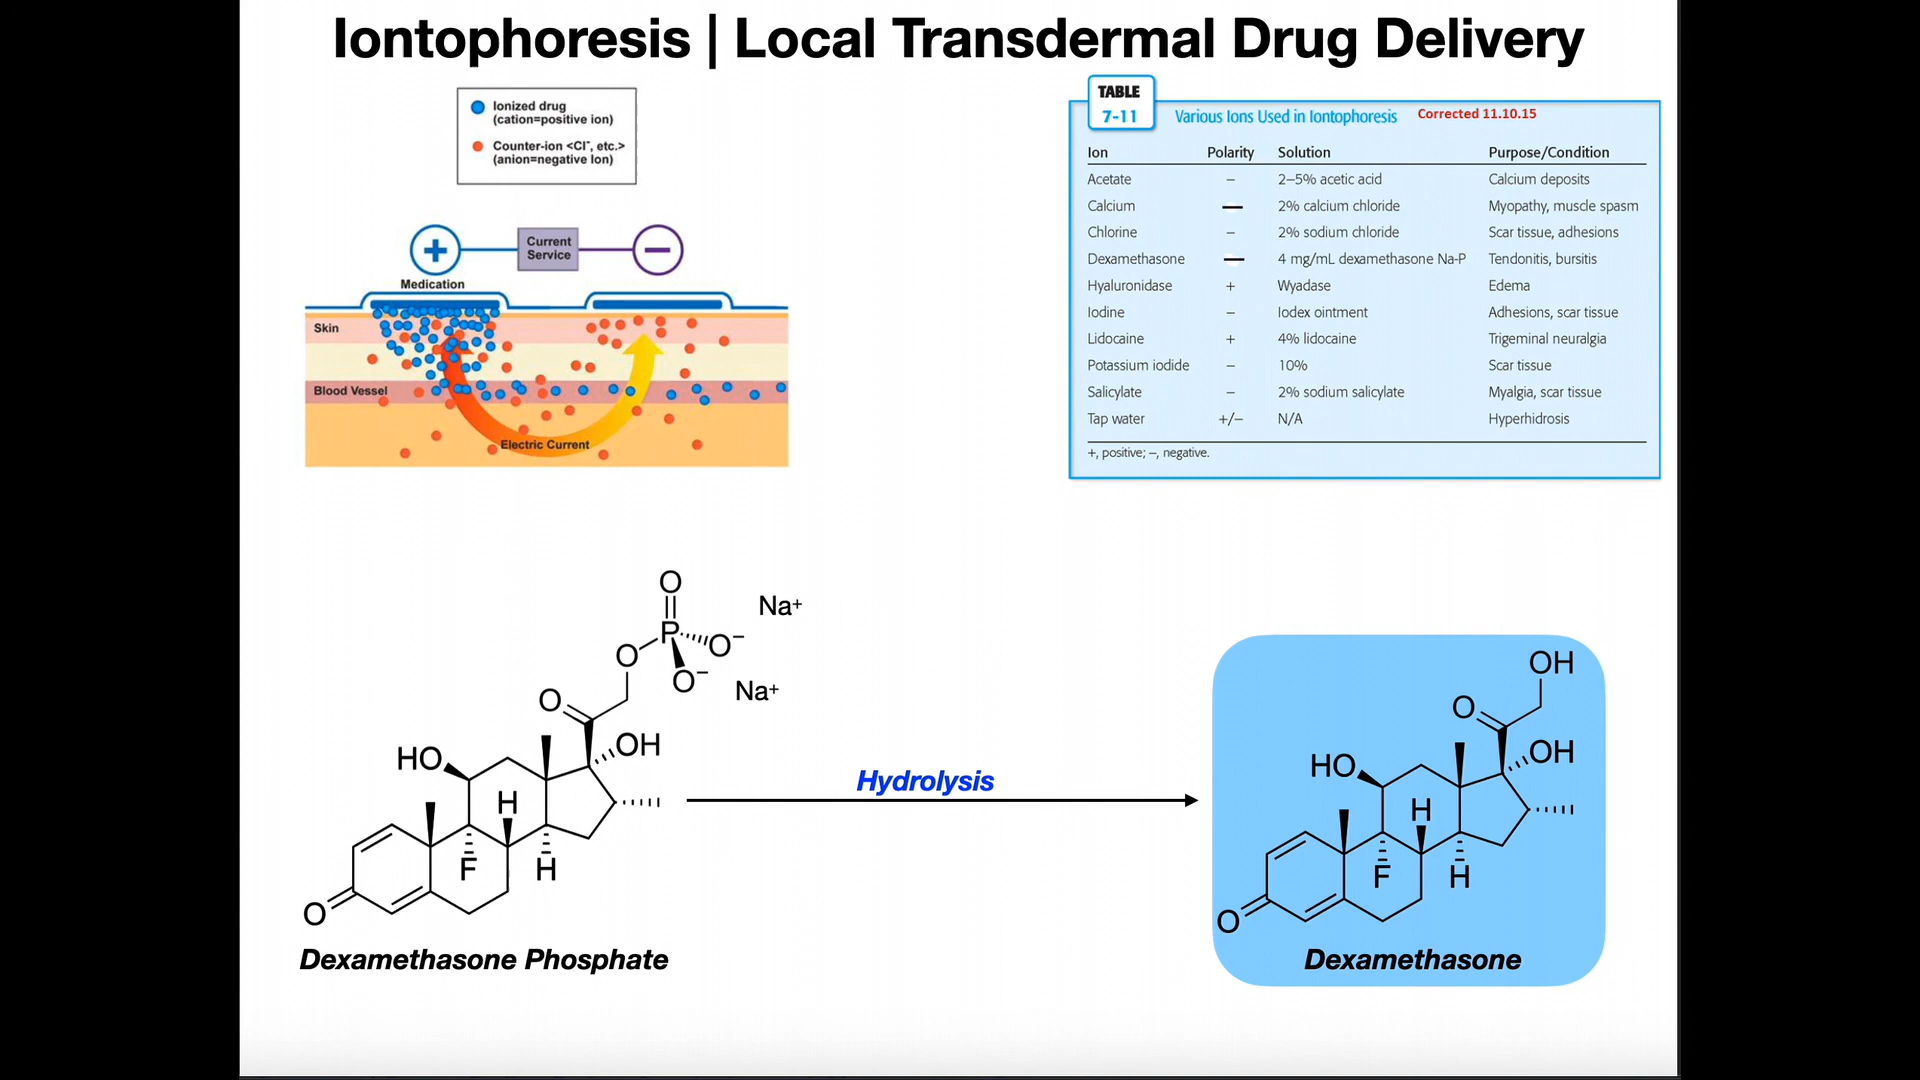 Iontophoresis | Local Transdermal Drug Delivery
Ionized drug
(cation=positive ion)
Counter-ion <Cl⁻, etc.>
(anion=negative Ion)
+
Current
Service
−
Medication
Skin
Blood Vessel
Electric Current
TABLE
7-11
Various Ions Used in Iontophoresis
Corrected 11.10.15
Ion Polarity Solution Purpose/Condition
Acetate − 2–5% acetic acid Calcium deposits
Calcium — 2% calcium chloride Myopathy, muscle spasm
Chlorine − 2% sodium chloride Scar tissue, adhesions
Dexamethasone — 4 mg/mL dexamethasone Na-P Tendonitis, bursitis
Hyaluronidase + Wyadase Edema
Iodine − Iodex ointment Adhesions, scar tissue
Lidocaine + 4% lidocaine Trigeminal neuralgia
Potassium iodide − 10% Scar tissue
Salicylate − 2% sodium salicylate Myalgia, scar tissue
Tap water +/− N/A Hyperhidrosis
+, positive; −, negative.
O
Na⁺
P
O⁻
O
O⁻
Na⁺
O
OH
HO
H
F
H
O
Dexamethasone Phosphate
Hydrolysis
OH
O
OH
HO
H
F
H
O
Dexamethasone